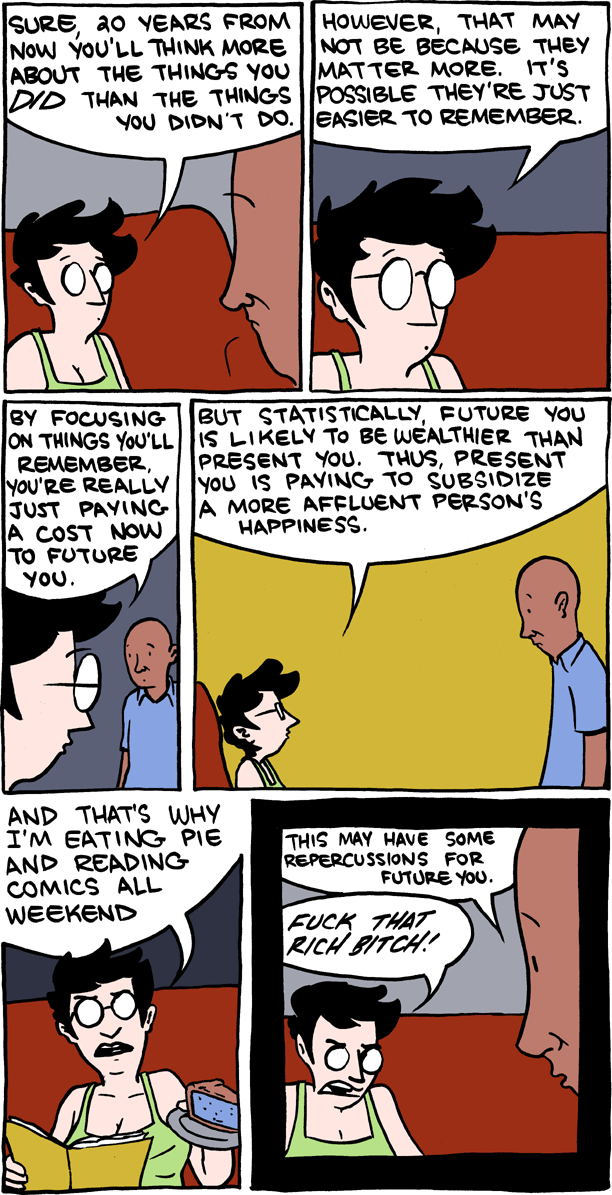 SURE, 20 YEARS FROM
NOW YOU'LL THINK MORE
ABOUT THE THINGS YOU
DID THAN THE THINGS
YOU DIDN'T DO.
HOWEVER, THAT MAY
NOT BE BECAUSE THEY
MATTER MORE. IT'S
POSSIBLE THEY'RE JUST
EASIER TO REMEMBER.
BY FOCUSING
ON THINGS YOU'LL
REMEMBER,
YOU'RE REALLY
JUST PAYING
A COST NOW
TO FUTURE
YOU.
BUT STATISTICALLY, FUTURE YOU
IS LIKELY TO BE WEALTHIER THAN
PRESENT YOU. THUS, PRESENT
YOU IS PAYING TO SUBSIDIZE
A MORE AFFLUENT PERSON'S
HAPPINESS.
AND THAT'S WHY
I'M EATING PIE
AND READING
COMICS ALL
WEEKEND
THIS MAY HAVE SOME
REPERCUSSIONS FOR
FUTURE YOU.
FUCK THAT
RICH BITCH!